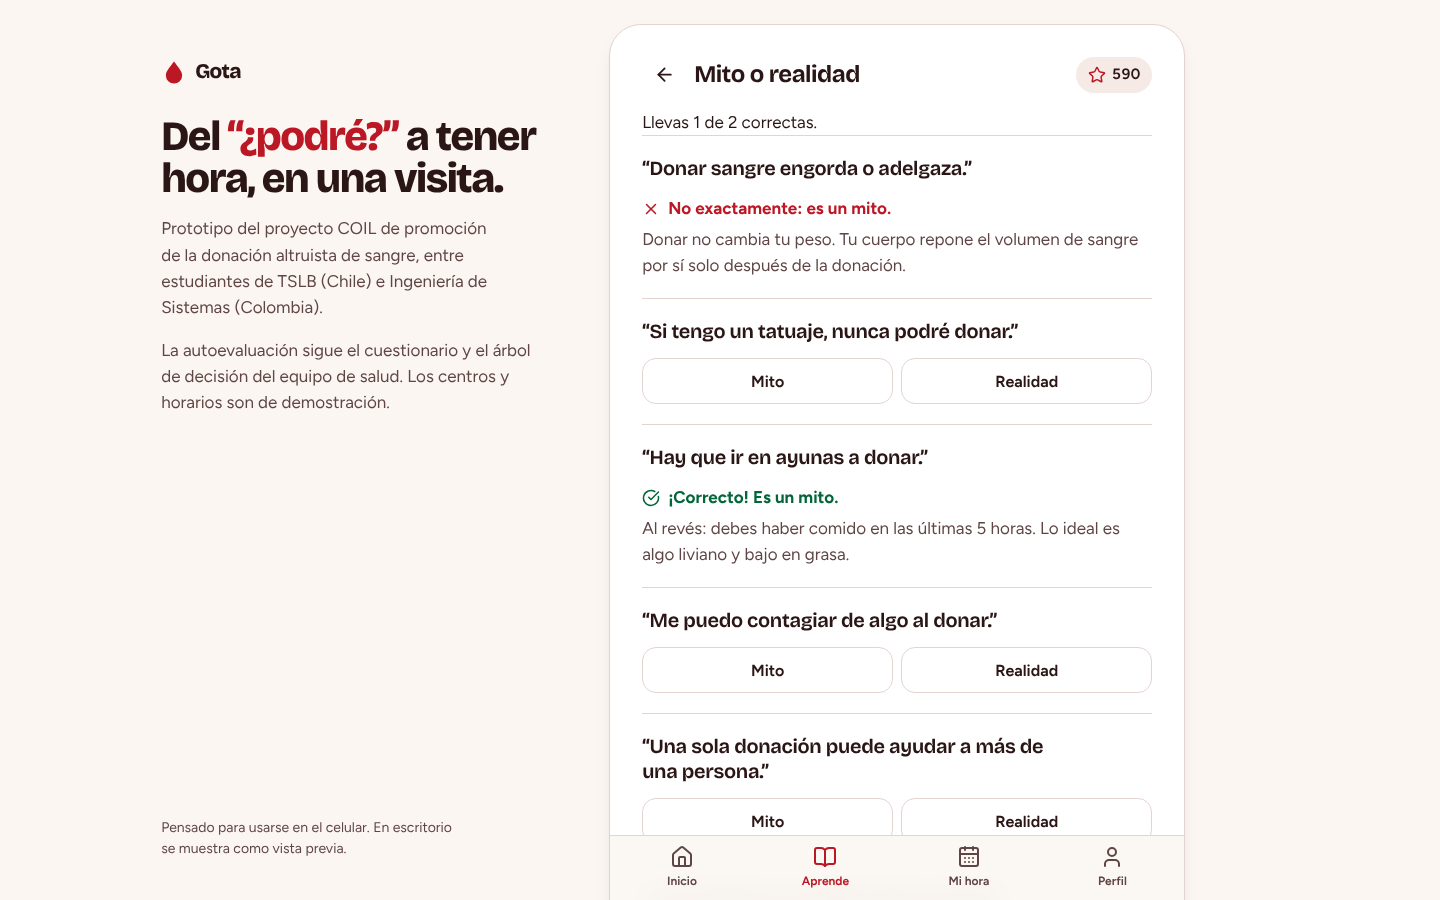 Gota
Del “¿podré?” a tener
hora, en una visita.
Prototipo del proyecto COIL de promoción
de la donación altruista de sangre, entre
estudiantes de TSLB (Chile) e Ingeniería de
Sistemas (Colombia).
La autoevaluación sigue el cuestionario y el árbol
de decisión del equipo de salud. Los centros y
horarios son de demostración.
Pensado para usarse en el celular. En escritorio
se muestra como vista previa.
Mito o realidad
590
Llevas 1 de 2 correctas.
“Donar sangre engorda o adelgaza.”
No exactamente: es un mito.
Donar no cambia tu peso. Tu cuerpo repone el volumen de sangre
por sí solo después de la donación.
“Si tengo un tatuaje, nunca podré donar.”
Mito Realidad
“Hay que ir en ayunas a donar.”
¡Correcto! Es un mito.
Al revés: debes haber comido en las últimas 5 horas. Lo ideal es
algo liviano y bajo en grasa.
“Me puedo contagiar de algo al donar.”
Mito Realidad
“Una sola donación puede ayudar a más de
una persona.”
Mito Realidad
Inicio Aprende Mi hora Perfil